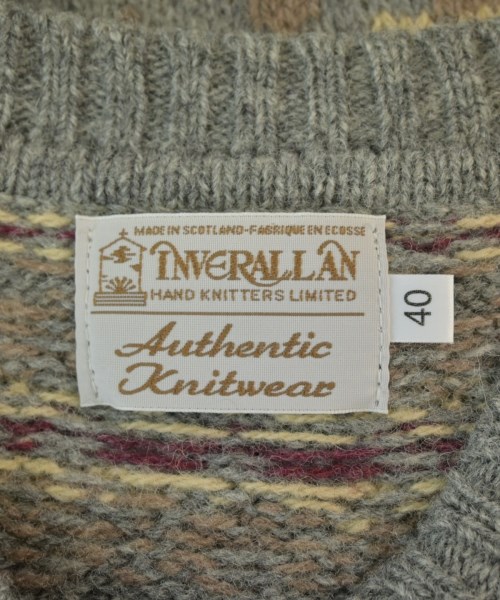 MADE IN SCOTLAND-FABRIQUE EN ECOSSE
INVERALLAN
HAND KNITTERS LIMITED
Authentic
Knitwear
40